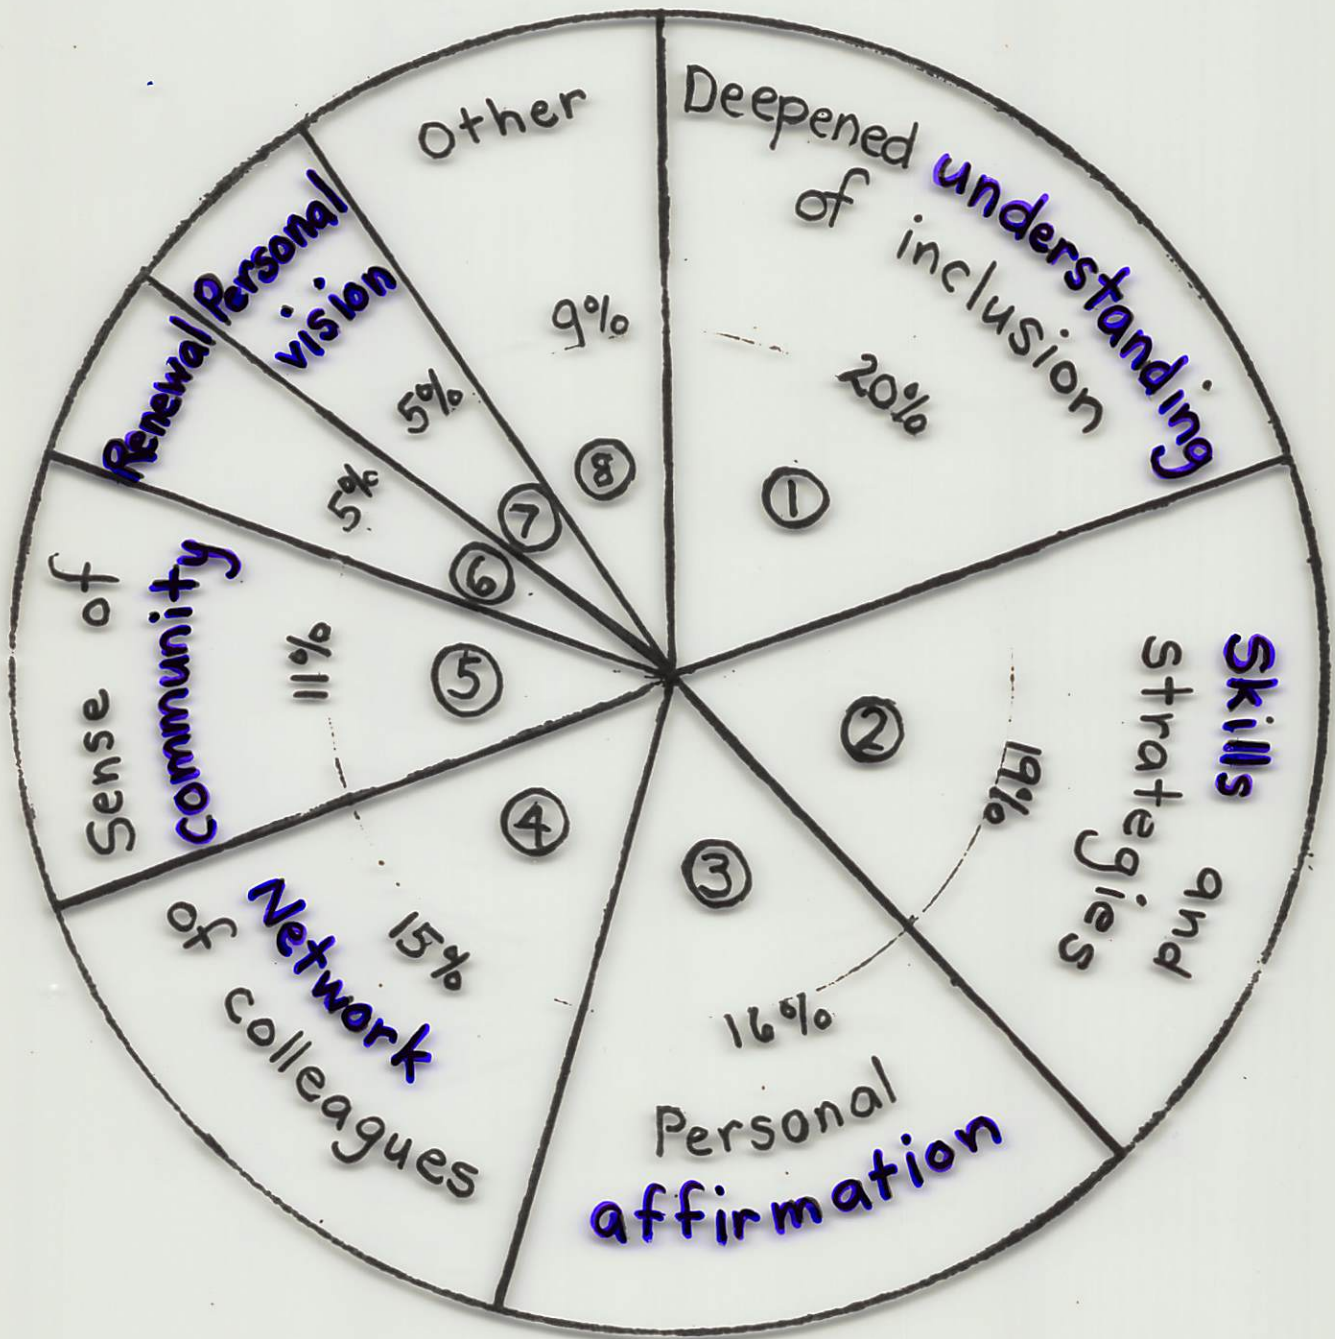 Deepened understanding
of inclusion
20%
①
Skills and
strategies
19%
②
③
16%
Personal
affirmation
④
15%
Network
of colleagues
Sense of
community
11%
⑤
Renewal
5%
⑥
Personal
vision
5%
⑦
Other
9%
⑧